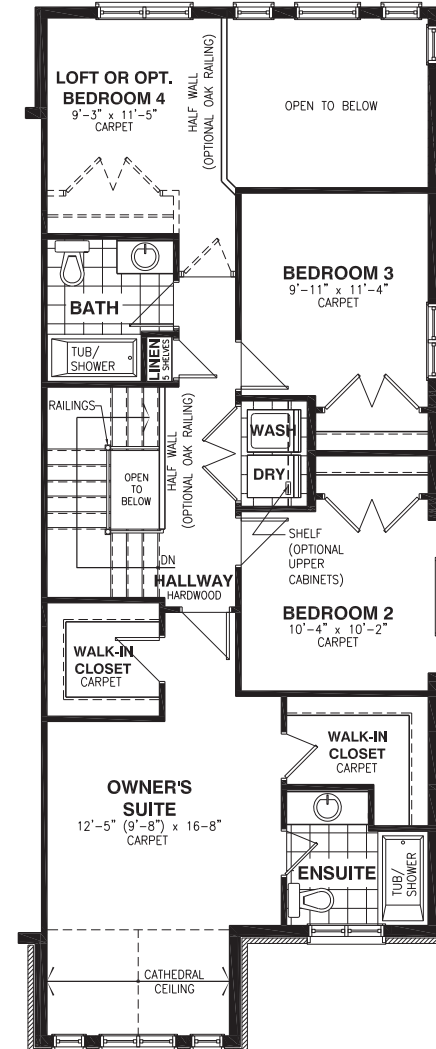 LOFT OR OPT.
BEDROOM 4
9'-3" x 11'-5"
CARPET
HALF WALL
(OPTIONAL OAK RAILING)
OPEN TO BELOW
BEDROOM 3
9'-11" x 11'-4"
CARPET
BATH
TUB/
SHOWER
LINEN
5 SHELVES
RAILINGS
OPEN
TO
BELOW
HALF WALL
(OPTIONAL OAK RAILING)
WASH
DRY
SHELF
(OPTIONAL
UPPER
CABINETS)
DN
HALLWAY
HARDWOOD
BEDROOM 2
10'-4" x 10'-2"
CARPET
WALK-IN
CLOSET
CARPET
WALK-IN
CLOSET
CARPET
OWNER'S
SUITE
12'-5" (9'-8") x 16-8"
CARPET
ENSUITE
TUB/
SHOWER
CATHEDRAL
CEILING